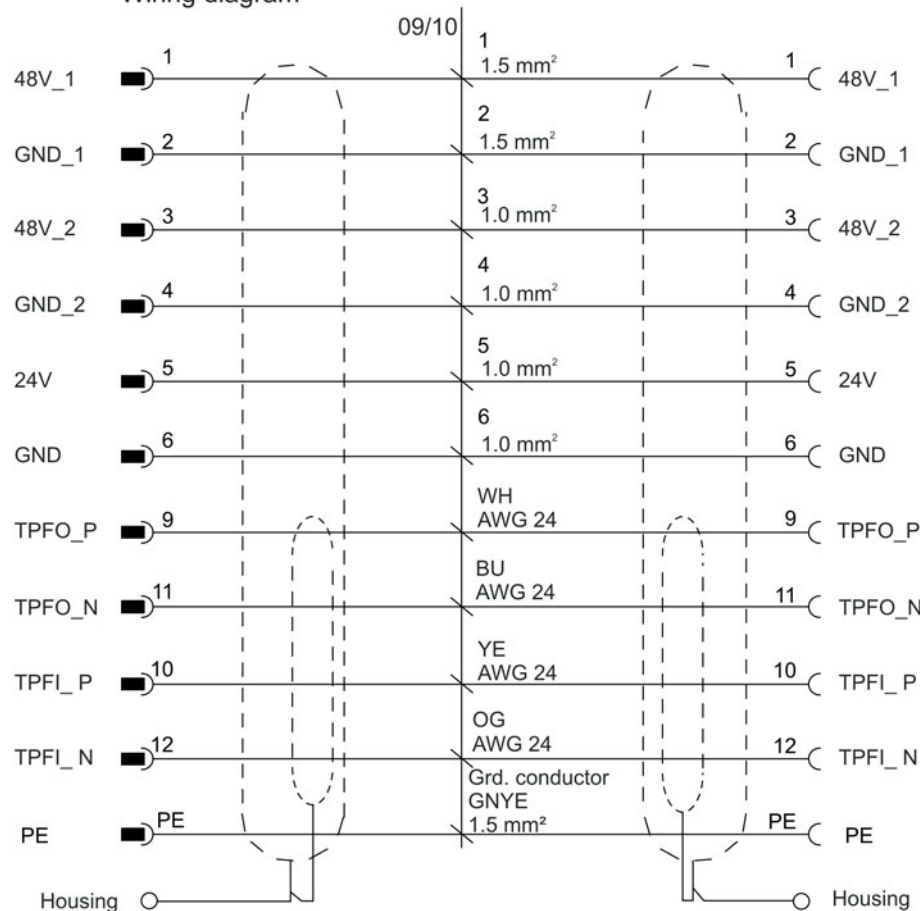 Wiring diagram
09/10
48V_1 1 1 1.5 mm² 1 48V_1
GND_1 2 2 1.5 mm² 2 GND_1
48V_2 3 3 1.0 mm² 3 48V_2
GND_2 4 4 1.0 mm² 4 GND_2
24V 5 5 1.0 mm² 5 24V
GND 6 6 1.0 mm² 6 GND
TPFO_P 9 WH AWG 24 9 TPFO_P
TPFO_N 11 BU AWG 24 11 TPFO_N
TPFI_ P 10 YE AWG 24 10 TPFI_ P
TPFI_ N 12 OG AWG 24 12 TPFI_ N
PE PE Grd. conductor GNYE 1.5 mm² PE PE
Housing Housing